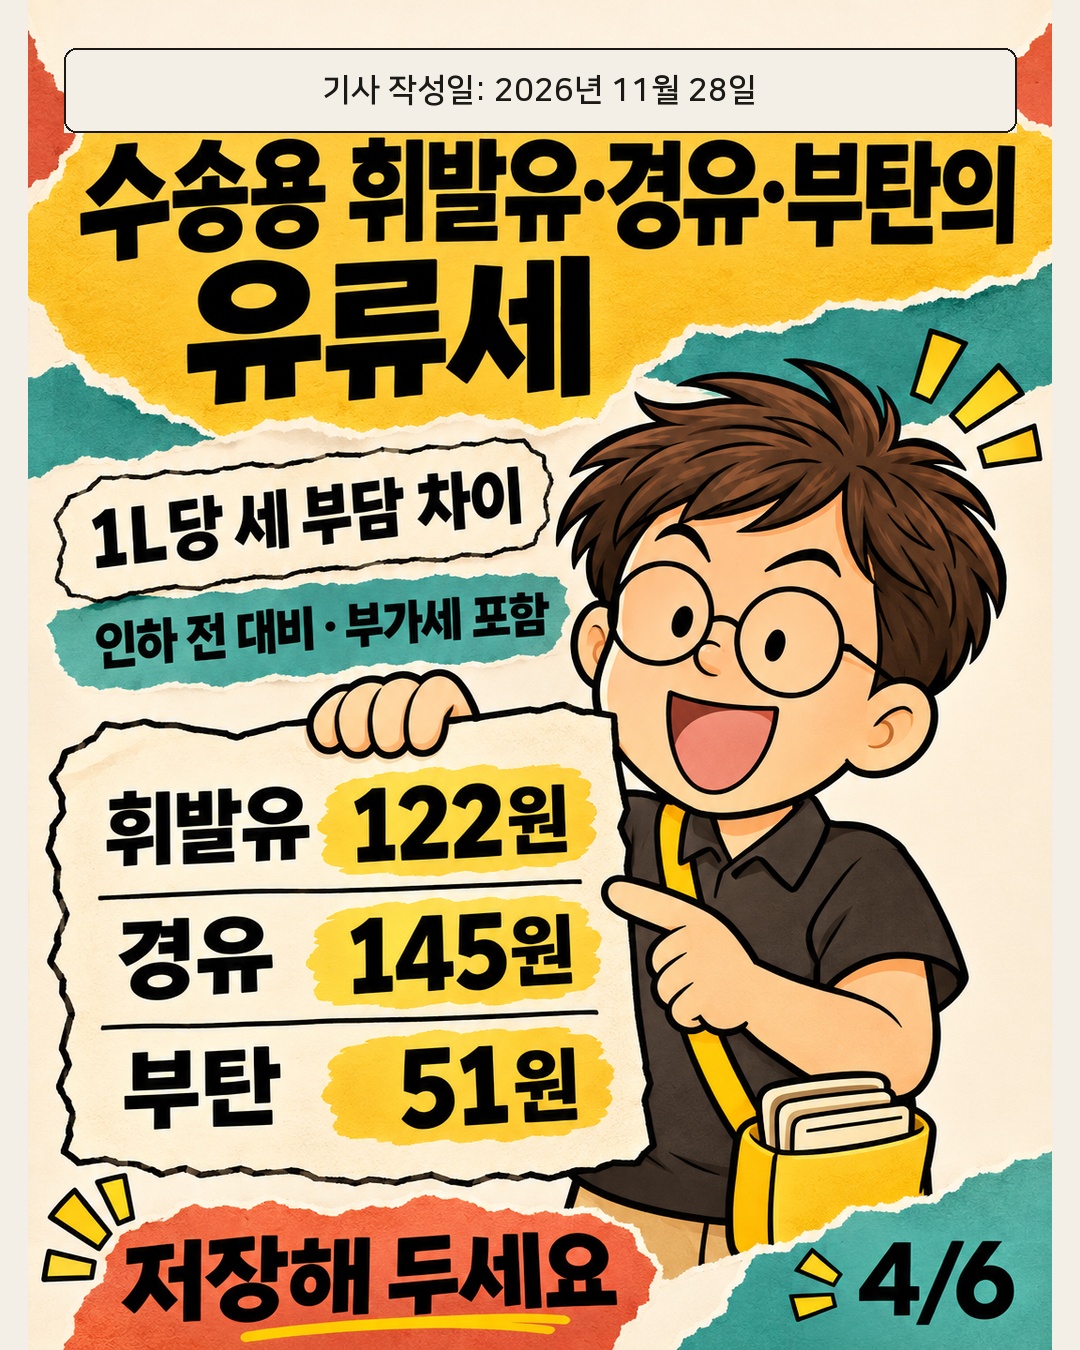 기사 작성일: 2026년 11월 28일
수송용 휘발유·경유·부탄의
유류세
1L당 세 부담 차이
인하 전 대비·부가세 포함
휘발유 122원
경유 145원
부탄 51원
저장해 두세요
4/6